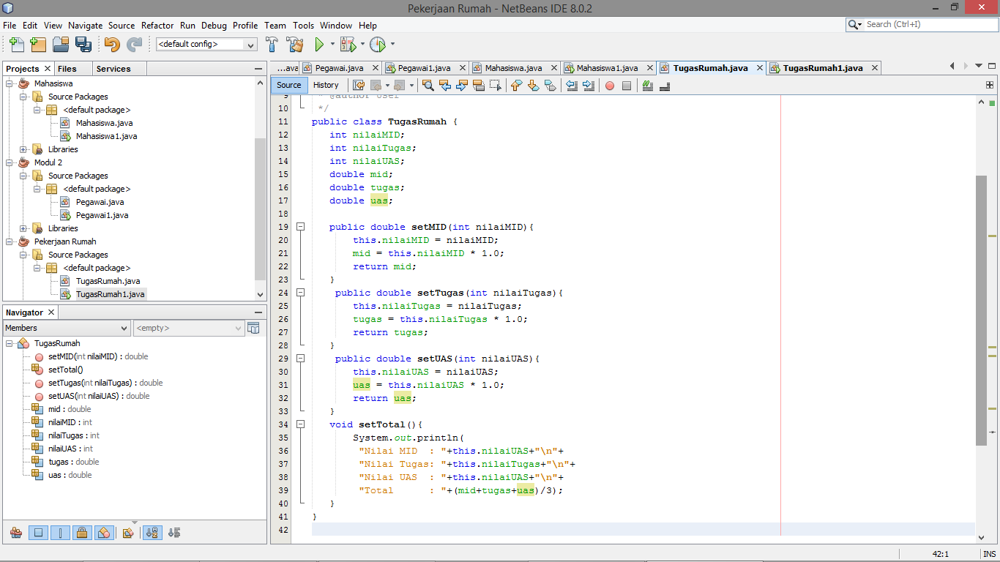 Pekerjaan Rumah - NetBeans IDE 8.0.2
File Edit View Navigate Source Refactor Run Debug Profile Team Tools Window Help
Search (Ctrl+I)
<default config>
Projects Files Services
Mahasiswa
Source Packages
<default package>
Mahasiswa.java
Mahasiswa1.java
Libraries
Modul 2
Source Packages
<default package>
Pegawai.java
Pegawai1.java
Libraries
Pekerjaan Rumah
Source Packages
<default package>
TugasRumah.java
TugasRumah1.java
Navigator
Members
<empty>
TugasRumah
setMID(int nilaiMID) : double
setTotal()
setTugas(int nilaiTugas) : double
setUAS(int nilaiUAS) : double
mid : double
nilaiMID : int
nilaiTugas : int
nilaiUAS : int
tugas : double
uas : double
...ava Pegawai.java Pegawai1.java Mahasiswa.java Mahasiswa1.java TugasRumah.java TugasRumah1.java
Source History
9 * @author User
10 */
11 public class TugasRumah {
12 int nilaiMID;
13 int nilaiTugas;
14 int nilaiUAS;
15 double mid;
16 double tugas;
17 double uas;
18
19 public double setMID(int nilaiMID){
20 this.nilaiMID = nilaiMID;
21 mid = this.nilaiMID * 1.0;
22 return mid;
23 }
24 public double setTugas(int nilaiTugas){
25 this.nilaiTugas = nilaiTugas;
26 tugas = this.nilaiTugas * 1.0;
27 return tugas;
28 }
29 public double setUAS(int nilaiUAS){
30 this.nilaiUAS = nilaiUAS;
31 uas = this.nilaiUAS * 1.0;
32 return uas;
33 }
34 void setTotal(){
35 System.out.println(
36 "Nilai MID : "+this.nilaiUAS+"\n"+
37 "Nilai Tugas: "+this.nilaiTugas+"\n"+
38 "Nilai UAS : "+this.nilaiUAS+"\n"+
39 "Total : "+(mid+tugas+uas)/3);
40 }
41 }
42
42:1 INS